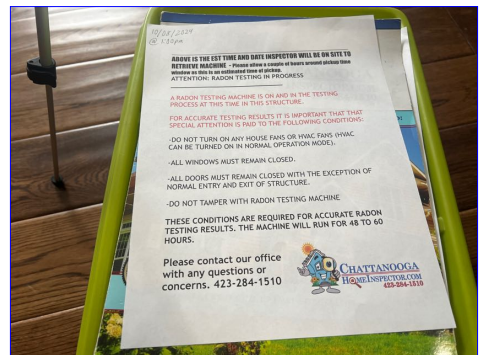 10/08/2024
@ 1:30pm
ABOVE IS THE EST TIME AND DATE INSPECTOR WILL BE ON SITE TO
RETRIEVE MACHINE - Please allow a couple of hours around pickup time
window as this is an estimated time of pickup.
ATTENTION: RADON TESTING IN PROGRESS
A RADON TESTING MACHINE IS ON AND IN THE TESTING
PROCESS AT THIS TIME IN THIS STRUCTURE.
FOR ACCURATE TESTING RESULTS IT IS IMPORTANT THAT THAT
SPECIAL ATTENTION IS PAID TO THE FOLLOWING CONDITIONS:
-DO NOT TURN ON ANY HOUSE FANS OR HVAC FANS (HVAC
CAN BE TURNED ON IN NORMAL OPERATION MODE).
-ALL WINDOWS MUST REMAIN CLOSED.
-ALL DOORS MUST REMAIN CLOSED WITH THE EXCEPTION OF
NORMAL ENTRY AND EXIT OF STRUCTURE.
-DO NOT TAMPER WITH RADON TESTING MACHINE
THESE CONDITIONS ARE REQUIRED FOR ACCURATE RADON
TESTING RESULTS. THE MACHINE WILL RUN FOR 48 TO 60
HOURS.
Please contact our office
with any questions or
concerns. 423-284-1510
CHATTANOOGA
HOMEINSPECTOR.COM
423-284-1510